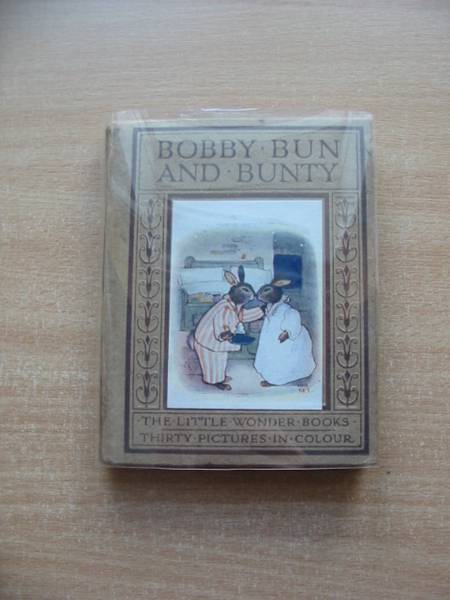 BOBBY · BUN
AND · BUNTY
· THE · LITTLE · WONDER · BOOKS ·
THIRTY · PICTURES · IN · COLOUR